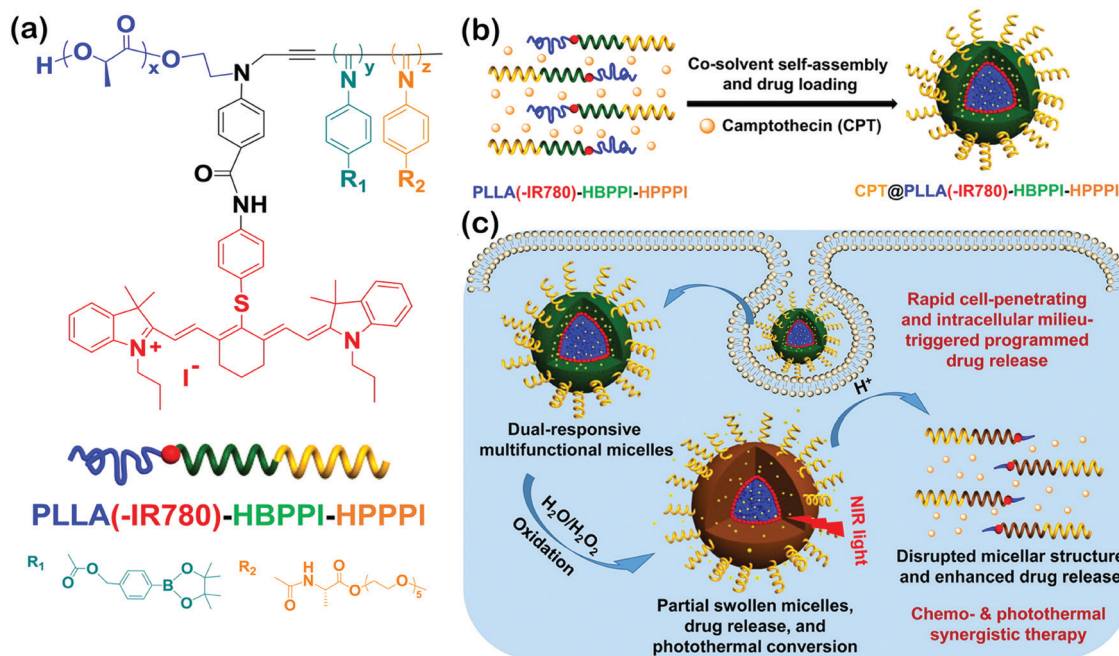 (a)
H
O
O
x
O
N
N
y
N
z
R1
R2
O
NH
S
N+
N
I-
PLLA(-IR780)-HBPPI-HPPPI
R1
O
O
B
O
O
R2
O
H
N
O
O
O
5
(b)
Co-solvent self-assembly
and drug loading
Camptothecin (CPT)
PLLA(-IR780)-HBPPI-HPPPI
CPT@PLLA(-IR780)-HBPPI-HPPPI
(c)
Rapid cell-penetrating
and intracellular milieu-
triggered programmed
drug release
H+
Dual-responsive
multifunctional micelles
H2O/H2O2
Oxidation
NIR light
Partial swollen micelles,
drug release, and
photothermal conversion
Disrupted micellar structure
and enhanced drug release
Chemo- & photothermal
synergistic therapy